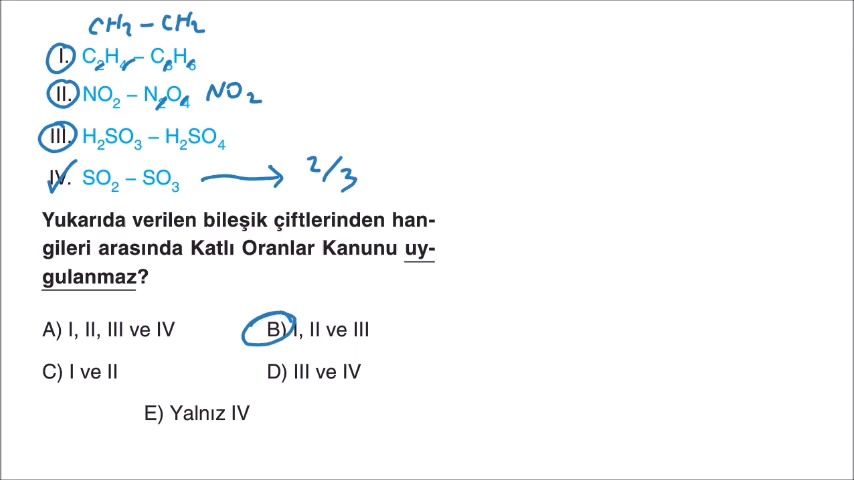 CH₂ – CH₂
I. C₂H₄ – C₃H₆
II. NO₂ – N₂O₄ NO₂
III. H₂SO₃ – H₂SO₄
IV. SO₂ – SO₃ → 2/3
Yukarıda verilen bileşik çiftlerinden han-
gileri arasında Katlı Oranlar Kanunu uy-
gulanmaz?
A) I, II, III ve IV B) I, II ve III
C) I ve II D) III ve IV
E) Yalnız IV